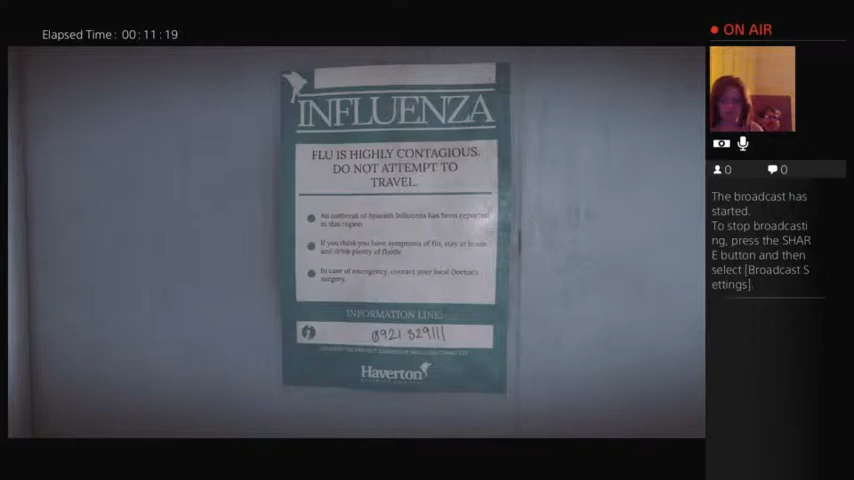 Elapsed Time : 00:11:19
ON AIR
INFLUENZA
FLU IS HIGHLY CONTAGIOUS.
DO NOT ATTEMPT TO
TRAVEL.
An outbreak of Spanish Influenza has been reported
in this region
If you think you have symptoms of flu, stay at home
and drink plenty of fluids.
In case of emergency, contact your local Doctor's
surgery.
INFORMATION LINE:
0921 829111
Haverton
0
0
The broadcast has
started.
To stop broadcasti
ng, press the SHAR
E button and then
select [Broadcast S
ettings].